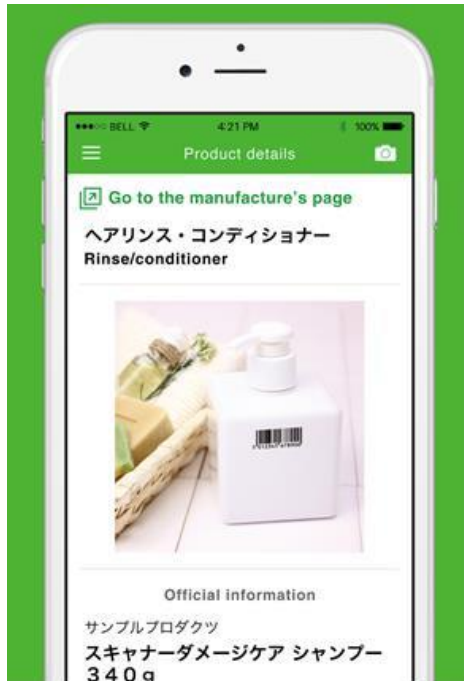 BELL
4:21 PM
100%
Product details
Go to the manufacture's page
ヘアリンス・コンディショナー
Rinse/conditioner
Official information
サンプルプロダクツ
スキャナーダメージケア シャンプー
340g